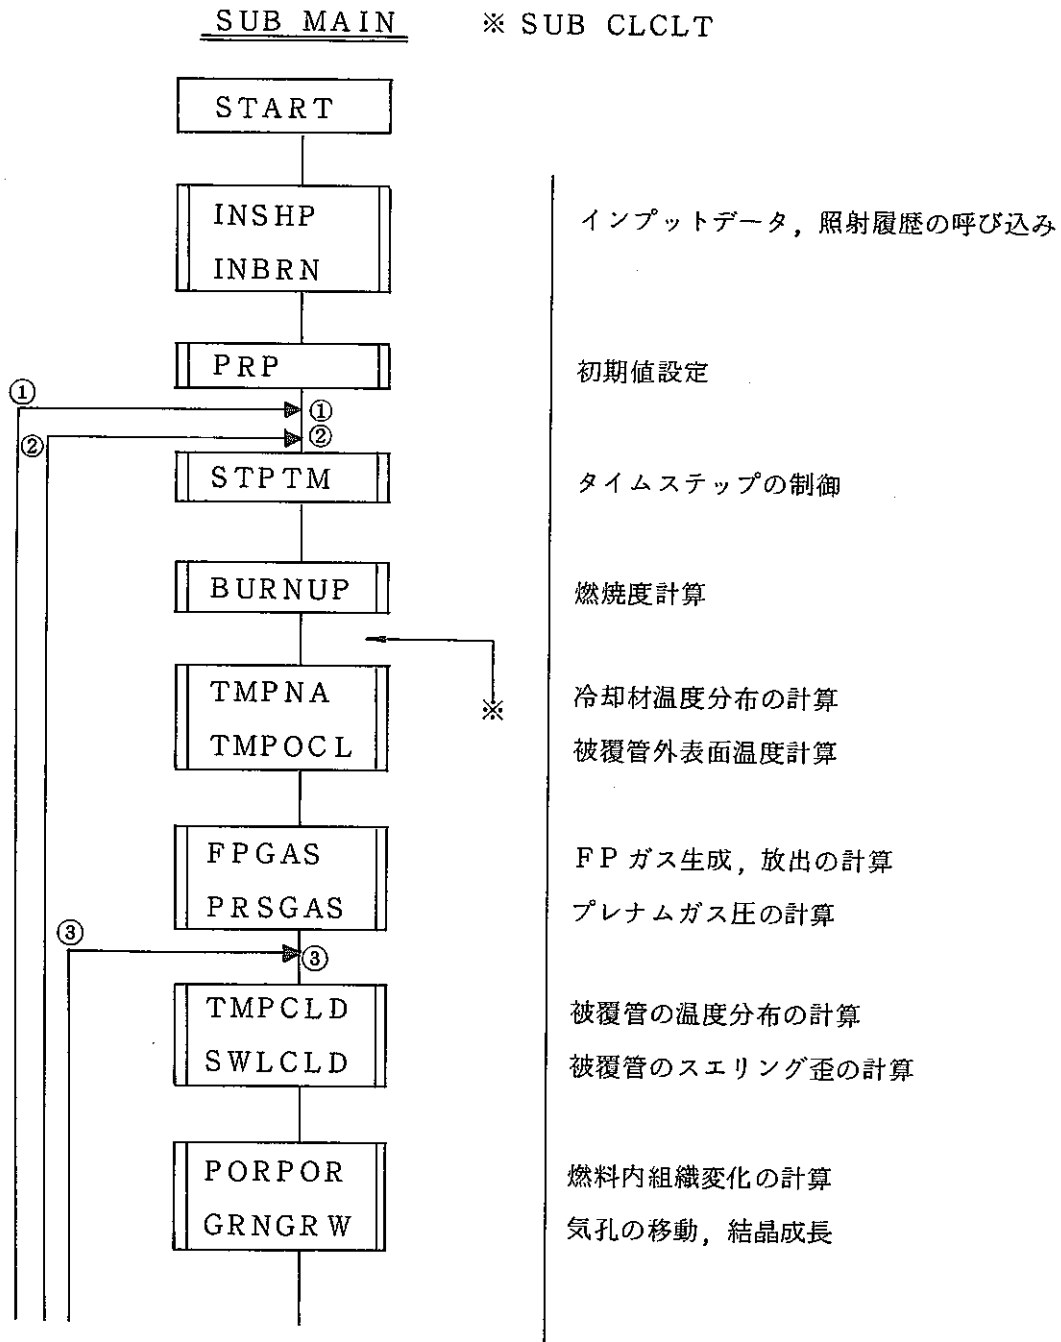 SUB MAIN ※ SUB CLCLT
START
INSHP インプットデータ，照射履歴の呼び込み
INBRN
PRP 初期値設定
① ①
② ②
STPTM タイムステップの制御
BURNUP 燃焼度計算
TMPNA 冷却材温度分布の計算
※
TMPOCL 被覆管外表面温度計算
FPGAS FPガス生成，放出の計算
PRSGAS プレナムガス圧の計算
③ ③
TMPCLD 被覆管の温度分布の計算
SWLCLD 被覆管のスエリング歪の計算
PORPOR 燃料内組織変化の計算
GRNGRW 気孔の移動，結晶成長